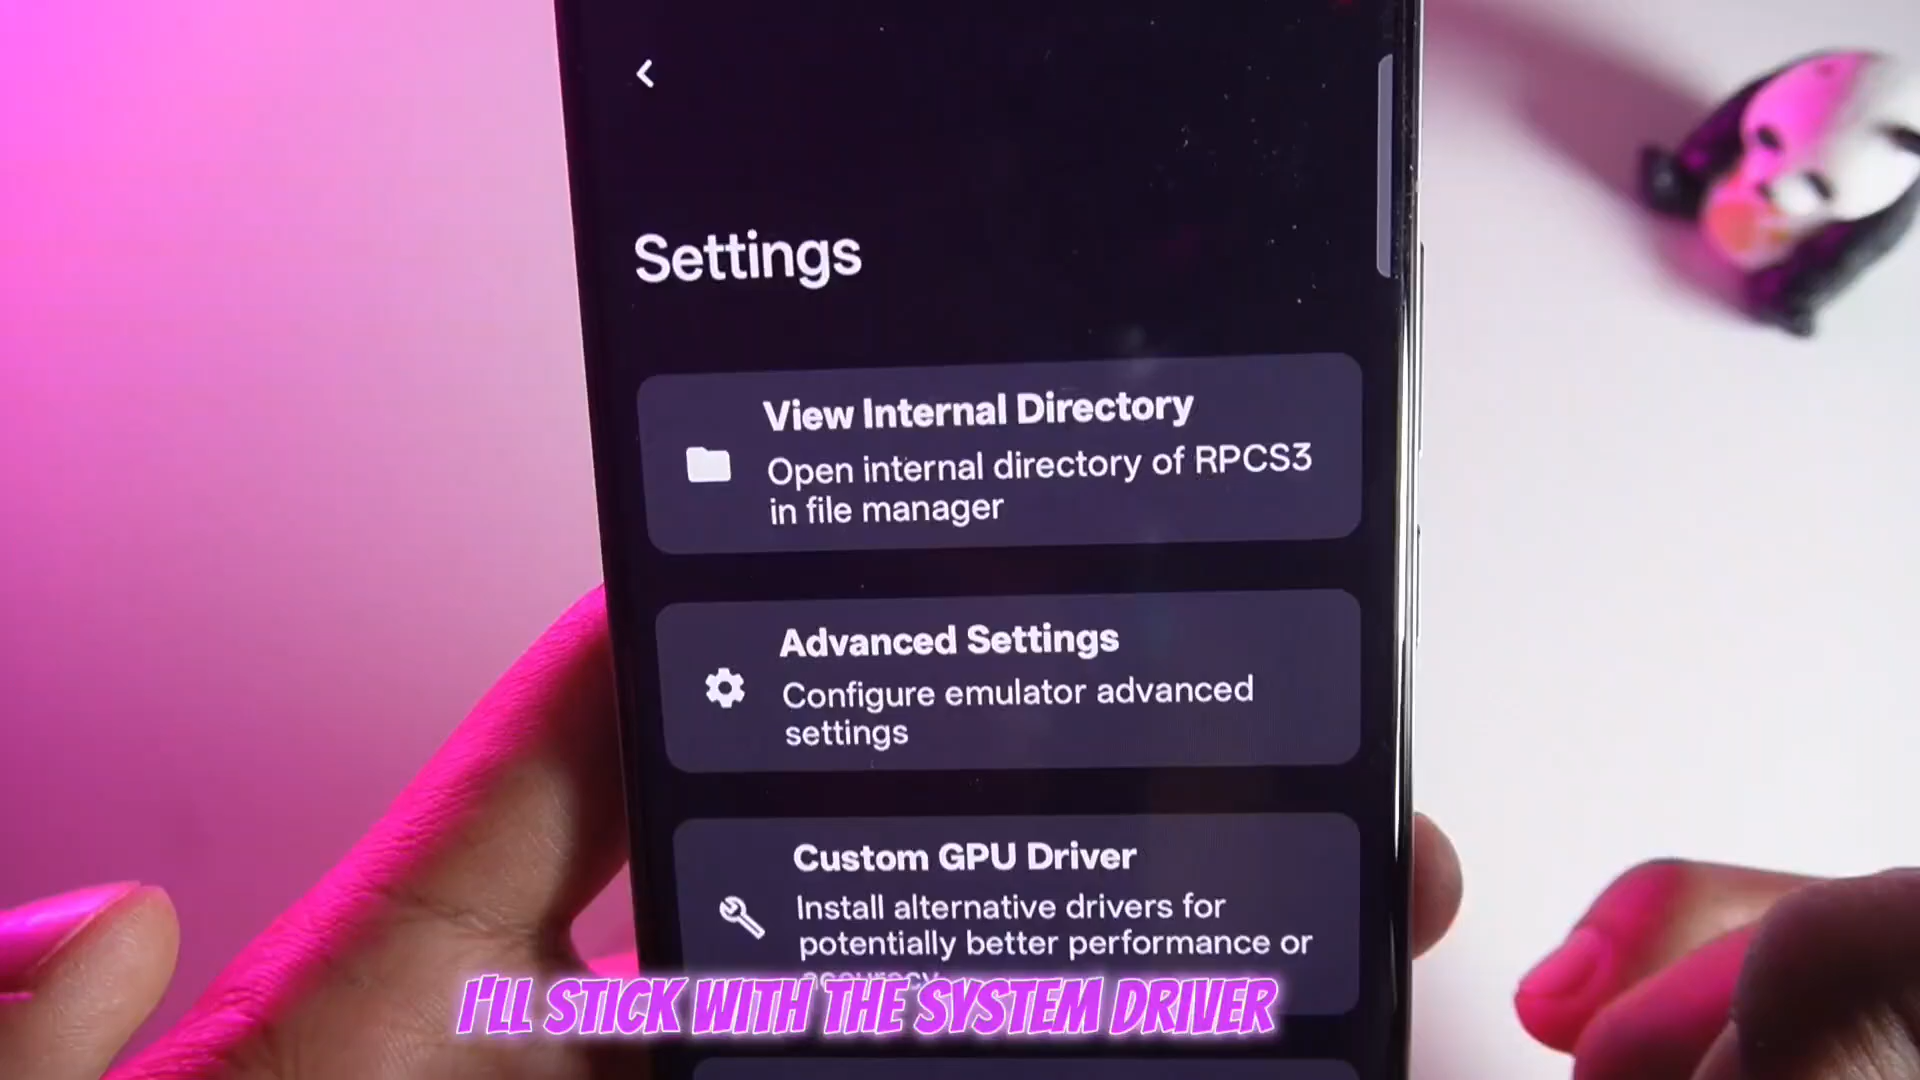 Settings
View Internal Directory
Open internal directory of RPCS3
in file manager
Advanced Settings
Configure emulator advanced
settings
Custom GPU Driver
Install alternative drivers for
potentially better performance or
accuracy
I'LL STICK WITH THE SYSTEM DRIVER